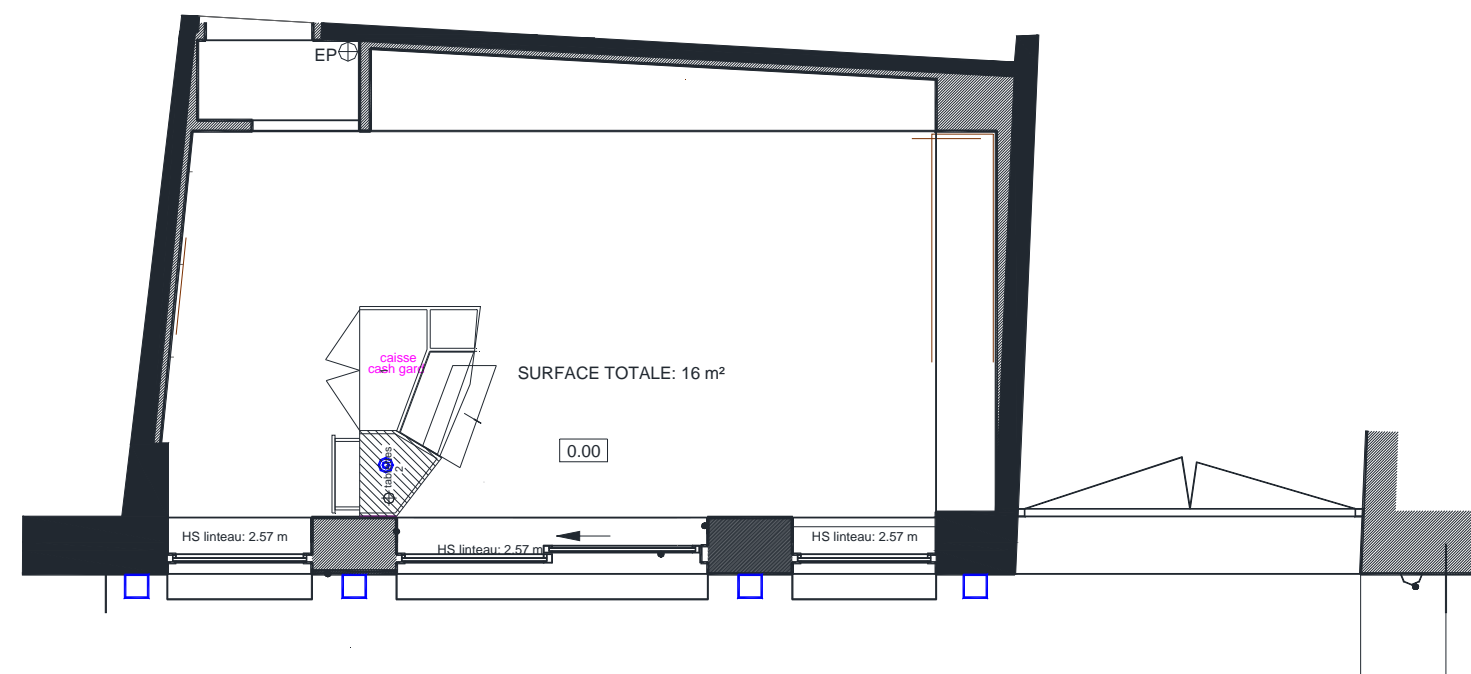 EP
caisse
cash gard
SURFACE TOTALE: 16 m²
0.00
2
HS linteau: 2.57 m
HS linteau: 2.57 m
HS linteau: 2.57 m